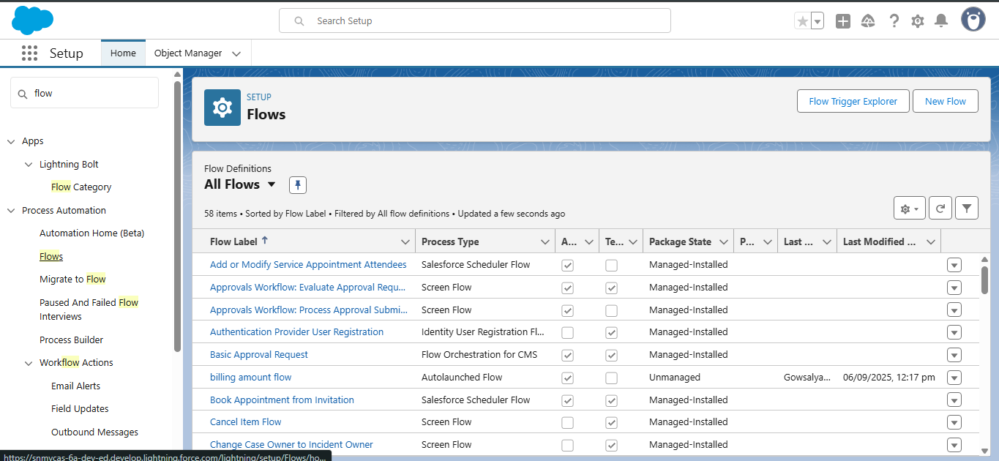 Search Setup
Setup
Home
Object Manager
flow
Apps
Lightning Bolt
Flow Category
Process Automation
Automation Home (Beta)
Flows
Migrate to Flow
Paused And Failed Flow
Interviews
Process Builder
Workflow Actions
Email Alerts
Field Updates
Outbound Messages
SETUP
Flows
Flow Trigger Explorer
New Flow
Flow Definitions
All Flows
58 items • Sorted by Flow Label • Filtered by All flow definitions • Updated a few seconds ago
Flow Label Process Type A... Te... Package State P... Last ... Last Modified ...
Add or Modify Service Appointment Attendees Salesforce Scheduler Flow Managed-Installed
Approvals Workflow: Evaluate Approval Requ... Screen Flow Managed-Installed
Approvals Workflow: Process Approval Submi... Screen Flow Managed-Installed
Authentication Provider User Registration Identity User Registration Fl... Managed-Installed
Basic Approval Request Flow Orchestration for CMS Managed-Installed
billing amount flow Autolaunched Flow Unmanaged Gowsalya... 06/09/2025, 12:17 pm
Book Appointment from Invitation Salesforce Scheduler Flow Managed-Installed
Cancel Item Flow Screen Flow Managed-Installed
Change Case Owner to Incident Owner Screen Flow Managed-Installed
https://snmvcas-6a-dev-ed.develop.lightning.force.com/lightning/setup/Flows/ho...